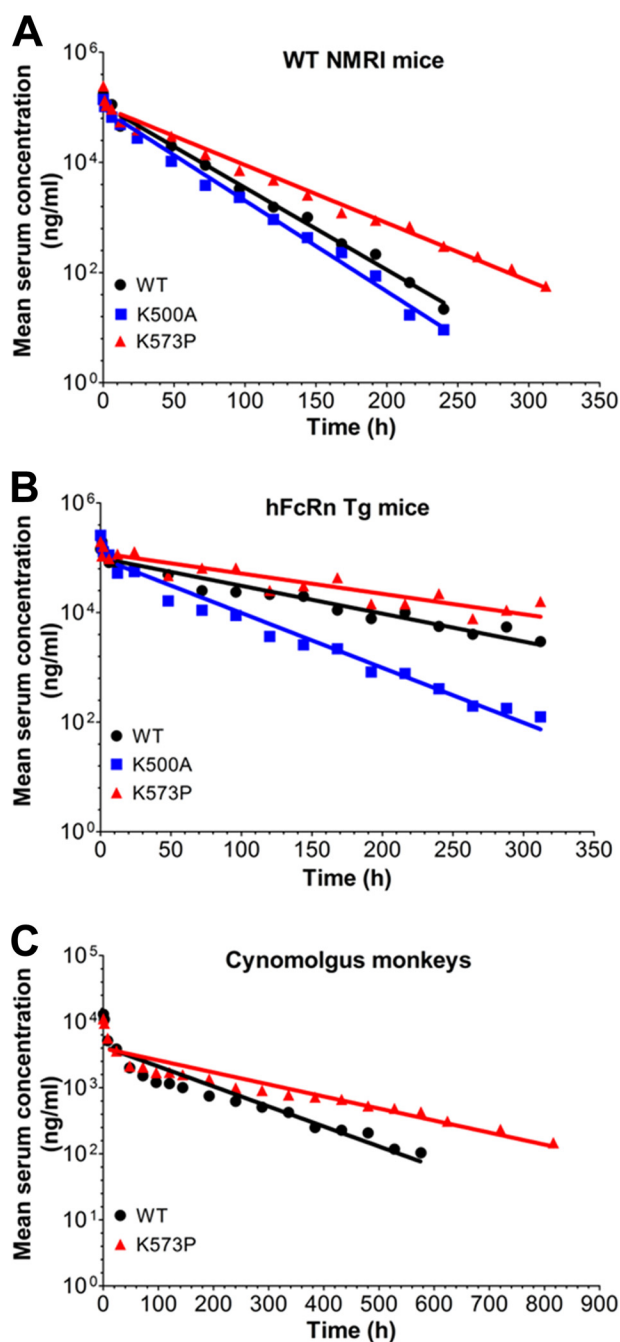 A
WT NMRI mice
Mean serum concentration
(ng/ml)
10⁶
10⁴
10²
10⁰
WT
K500A
K573P
0 50 100 150 200 250 300 350
Time (h)
B
hFcRn Tg mice
Mean serum concentration
(ng/ml)
10⁶
10⁴
10²
10⁰
WT
K500A
K573P
0 50 100 150 200 250 300 350
Time (h)
C
Cynomolgus monkeys
Mean serum concentration
(ng/ml)
10⁵
10⁴
10³
10²
10¹
10⁰
WT
K573P
0 100 200 300 400 500 600 700 800 900
Time (h)